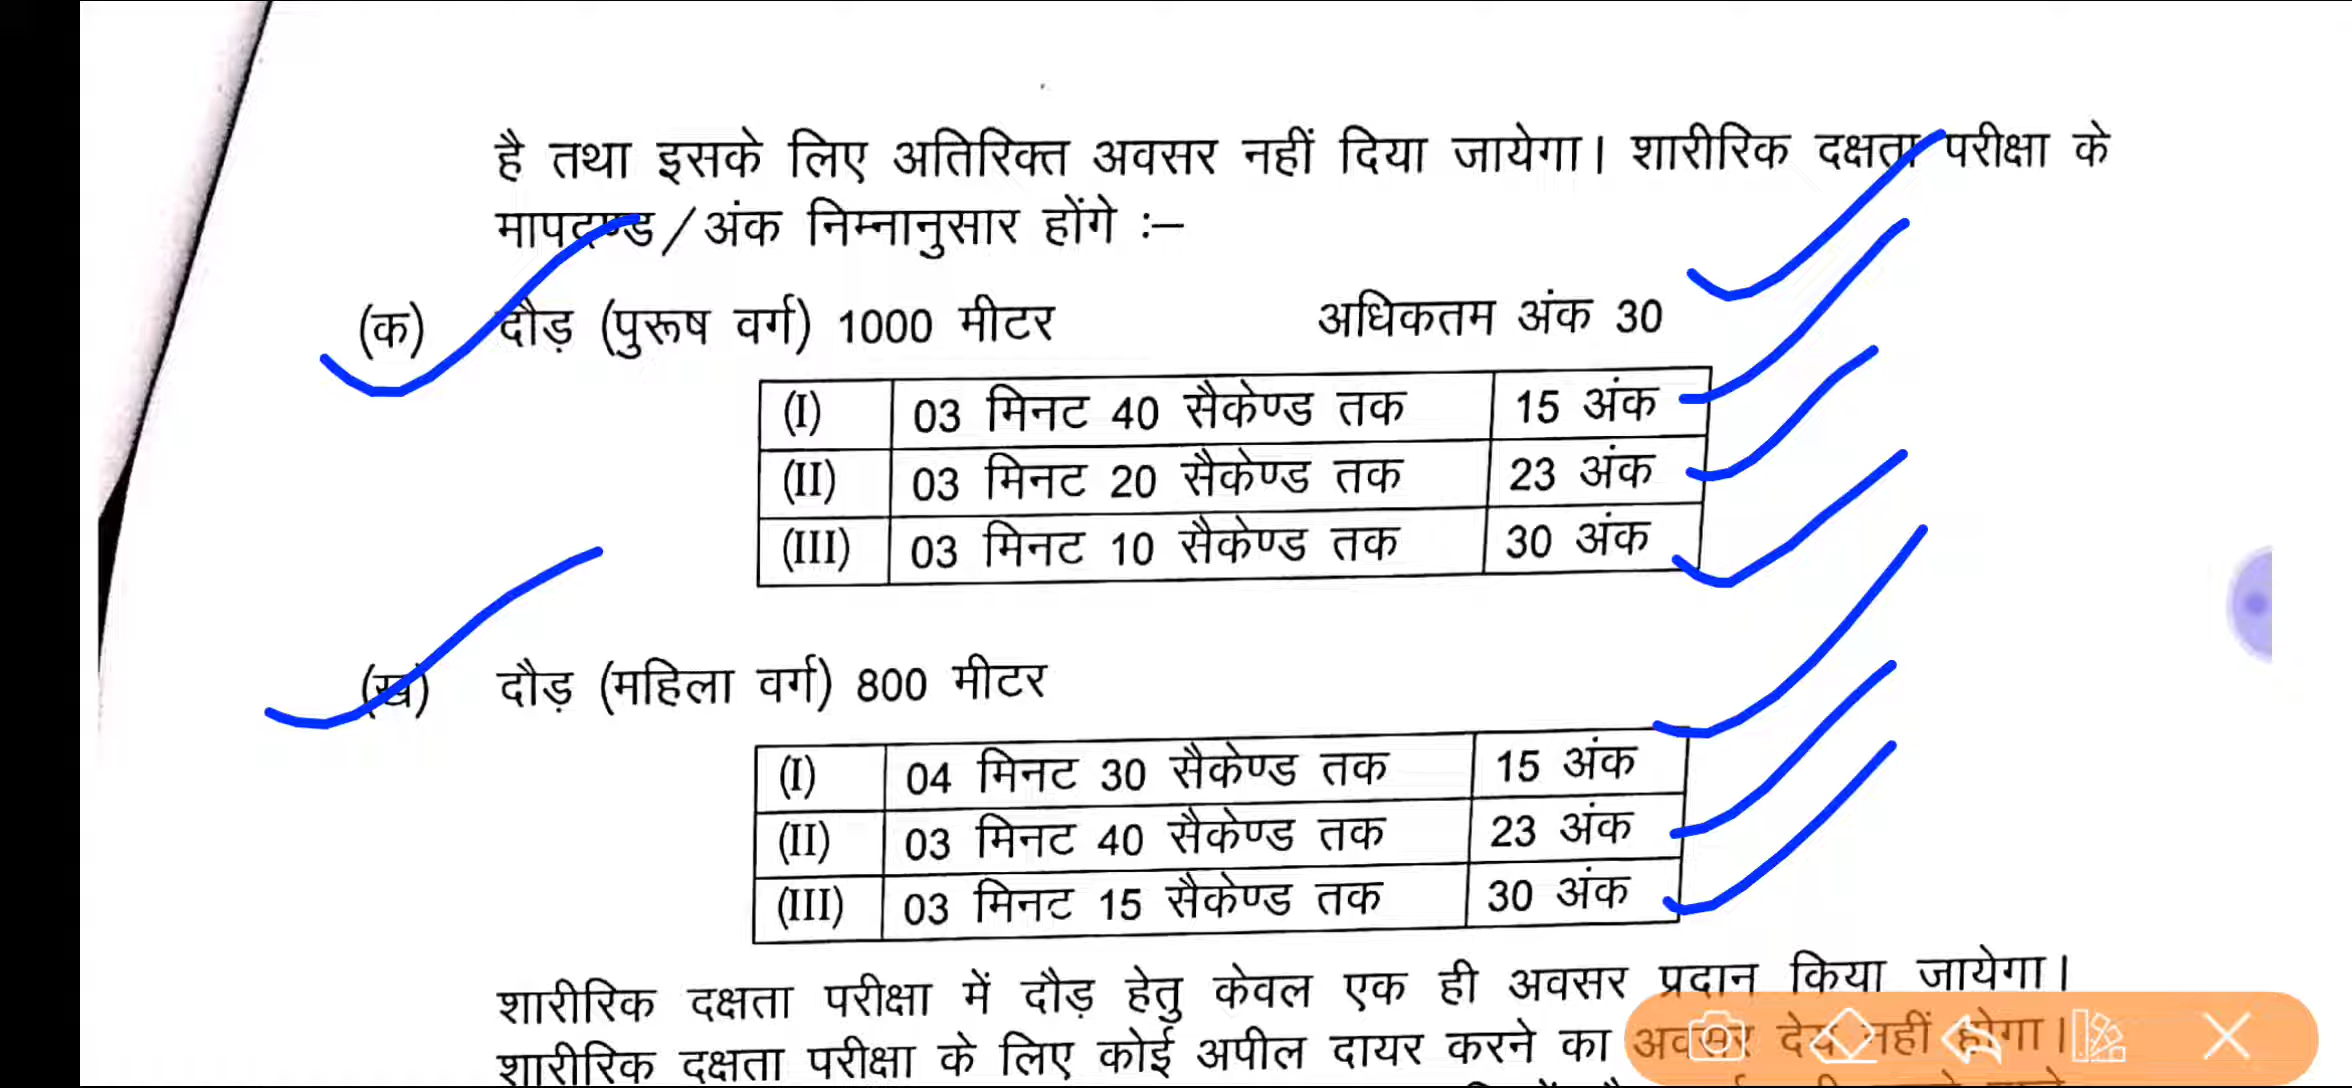 है तथा इसके लिए अतिरिक्त अवसर नहीं दिया जायेगा। शारीरिक दक्षता परीक्षा के
मापदण्ड/अंक निम्नानुसार होंगे :–
(क) दौड़ (पुरूष वर्ग) 1000 मीटर अधिकतम अंक 30
(I) 03 मिनट 40 सैकेण्ड तक 15 अंक
(II) 03 मिनट 20 सैकेण्ड तक 23 अंक
(III) 03 मिनट 10 सैकेण्ड तक 30 अंक
(ख) दौड़ (महिला वर्ग) 800 मीटर
(I) 04 मिनट 30 सैकेण्ड तक 15 अंक
(II) 03 मिनट 40 सैकेण्ड तक 23 अंक
(III) 03 मिनट 15 सैकेण्ड तक 30 अंक
शारीरिक दक्षता परीक्षा में दौड़ हेतु केवल एक ही अवसर प्रदान किया जायेगा।
शारीरिक दक्षता परीक्षा के लिए कोई अपील दायर करने का अवसर देय नहीं होगा।